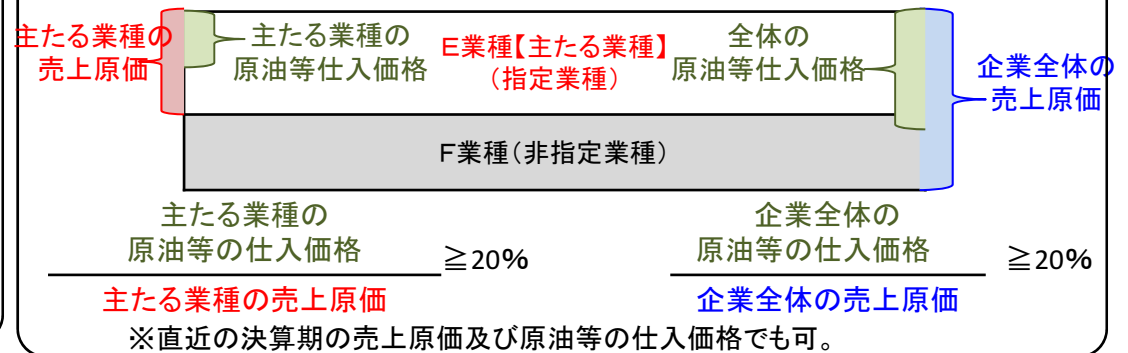 主たる業種の
売上原価
主たる業種の
原油等仕入価格
E業種【主たる業種】
（指定業種）
全体の
原油等仕入価格
企業全体の
売上原価
F業種（非指定業種）
主たる業種の
原油等の仕入価格
≧20%
主たる業種の売上原価
企業全体の
原油等の仕入価格
≧20%
企業全体の売上原価
※直近の決算期の売上原価及び原油等の仕入価格でも可。